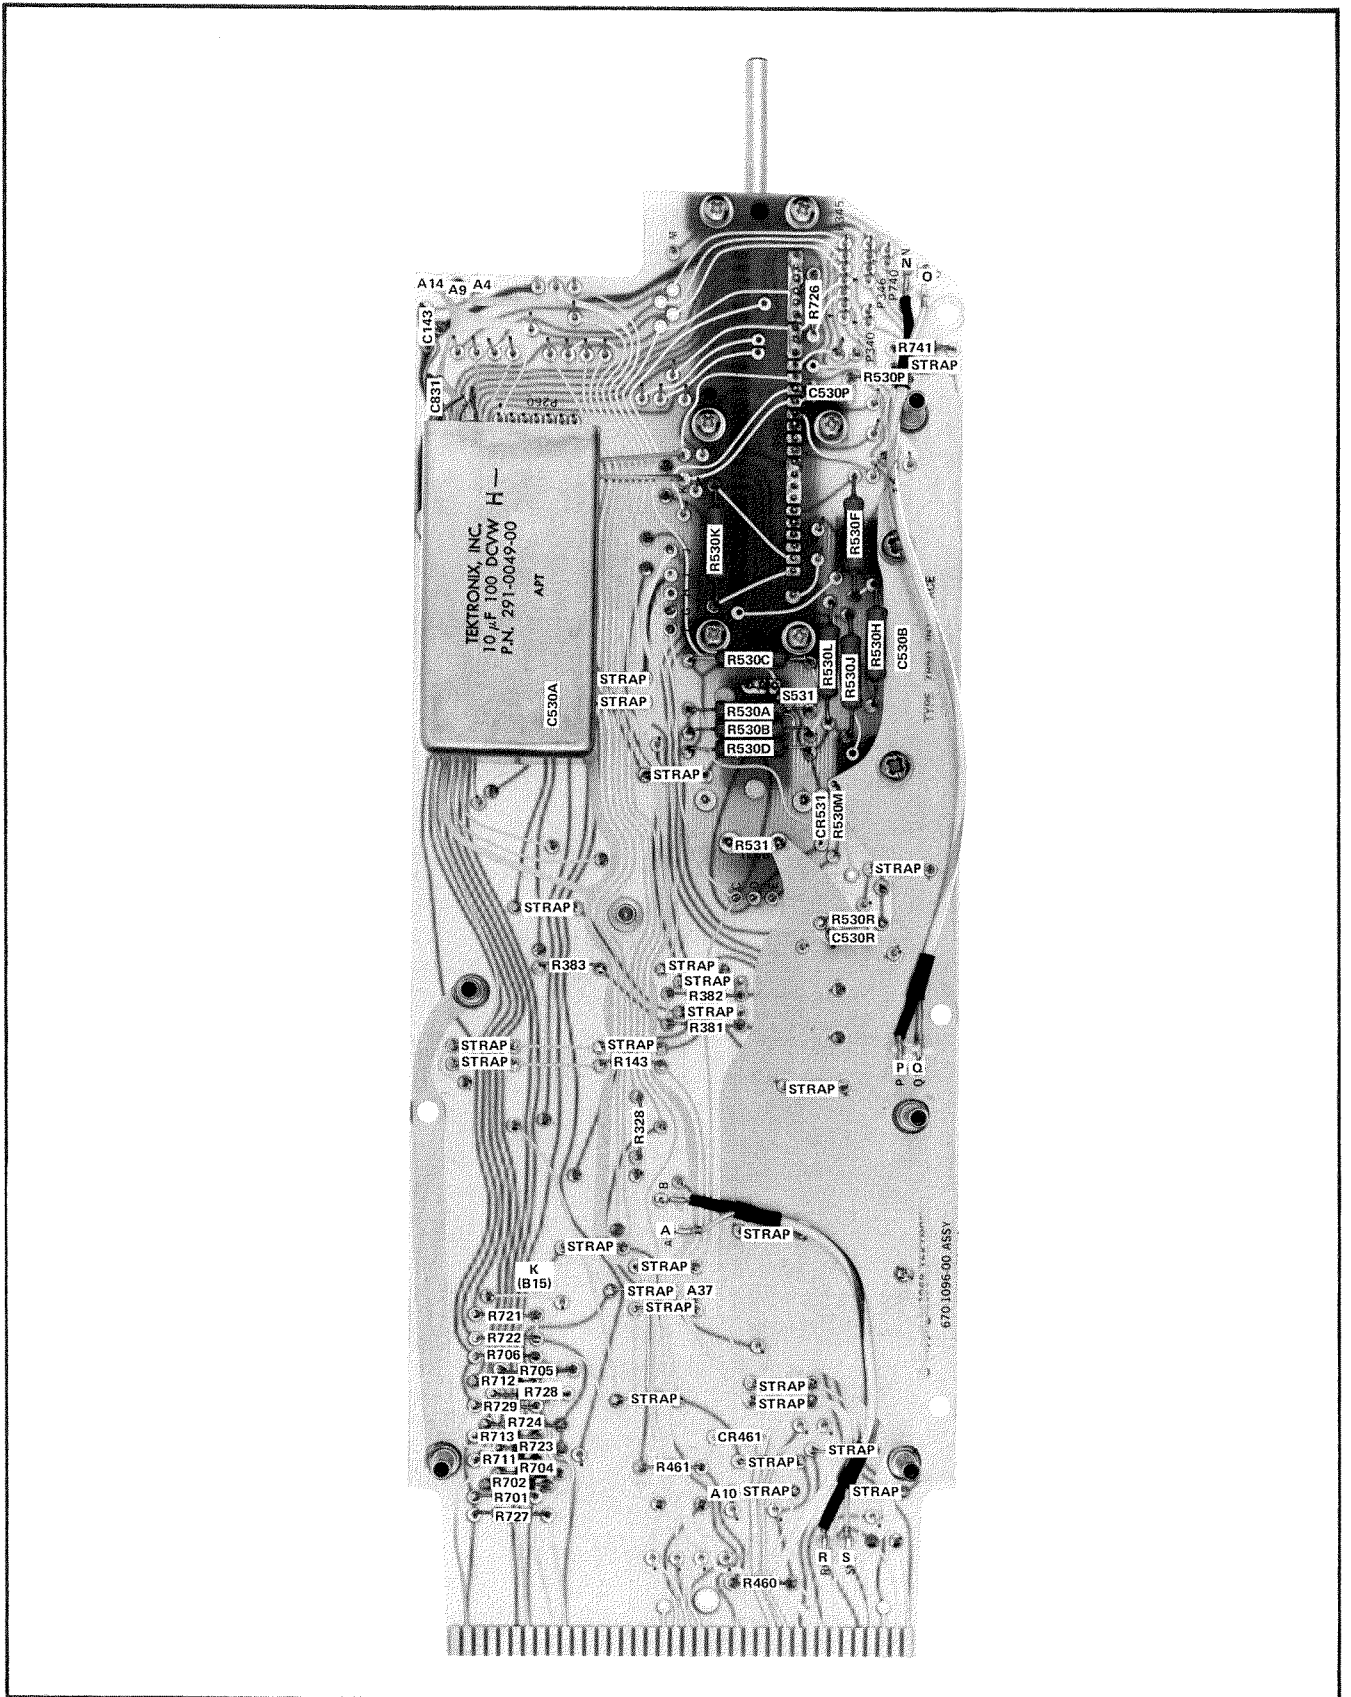 N
O
A14
A9
A4
R726
P346
P740
C143
P340
R741
STRAP
R530P
C530P
C831
P260
TEKTRONIX, INC.
10 µF 100 DCVW H—
P.N. 291-0049-00
APT
C530A
R530K
R530F
R530C
R530L
R530J
R530H
C530B
STRAP
STRAP
S531
R530A
R530B
R530D
STRAP
CR531
R530M
R531
STRAP
STRAP
R530R
C530R
R383
STRAP
STRAP
R382
STRAP
R381
STRAP
STRAP
STRAP
R143
P Q
P Q
STRAP
R328
B
A
A
STRAP
STRAP
K
(B15)
STRAP
STRAP
A37
STRAP
670 1096-00 ASSY
R721
R722
R706
R705
R712
R728
R729
R724
R713
R723
R711
R704
R702
R701
R727
STRAP
STRAP
STRAP
CR461
STRAP
STRAP
R461
A10
STRAP
STRAP
R S
R460